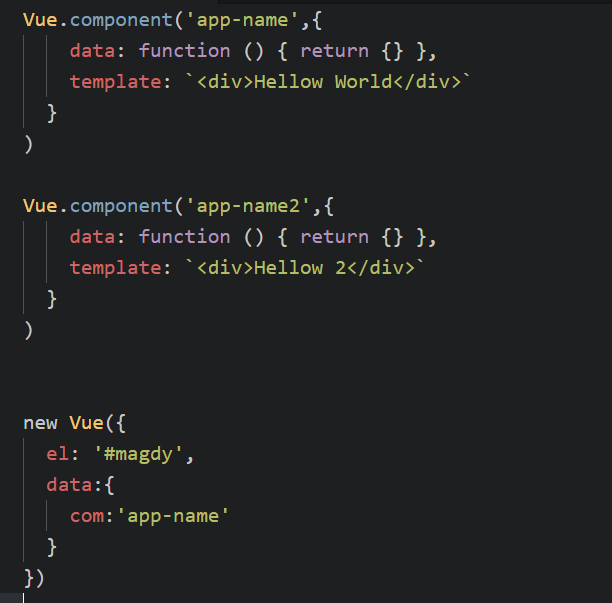 Vue.component('app-name',{
data: function () { return {} },
template: `<div>Hellow World</div>`
}
)
Vue.component('app-name2',{
data: function () { return {} },
template: `<div>Hellow 2</div>`
}
)
new Vue({
el: '#magdy',
data:{
com:'app-name'
}
})